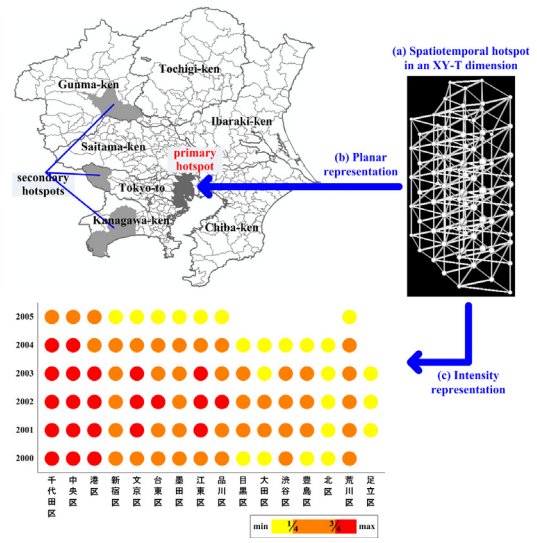 (a) Spatiotemporal hotspot
in an XY-T dimension
Tochigi-ken
Gunma-ken
Ibaraki-ken
Saitama-ken
primary
hotspot
(b) Planar
representation
secondary
hotspots
Tokyo-to
Kanagawa-ken
Chiba-ken
(c) Intensity
representation
2005
2004
2003
2002
2001
2000
千代田区
中央区
港区
新宿区
文京区
台東区
墨田区
江東区
品川区
目黒区
大田区
渋谷区
豊島区
北区
荒川区
足立区
min ¼ ¾ max